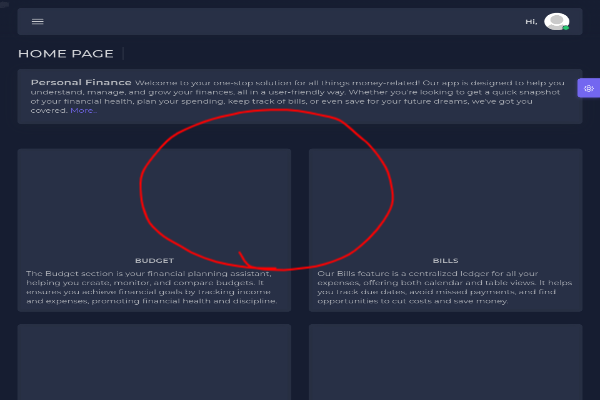 Hi,
HOME PAGE
Personal Finance Welcome to your one-stop solution for all things money-related! Our app is designed to help you
understand, manage, and grow your finances, all in a user-friendly way. Whether you're looking to get a quick snapshot
of your financial health, plan your spending, keep track of bills, or even save for your future dreams, we've got you
covered. More..
BUDGET
The Budget section is your financial planning assistant,
helping you create, monitor, and compare budgets. It
ensures you achieve financial goals by tracking income
and expenses, promoting financial health and discipline.
BILLS
Our Bills feature is a centralized ledger for all your
expenses, offering both calendar and table views. It helps
you track due dates, avoid missed payments, and find
opportunities to cut costs and save money.